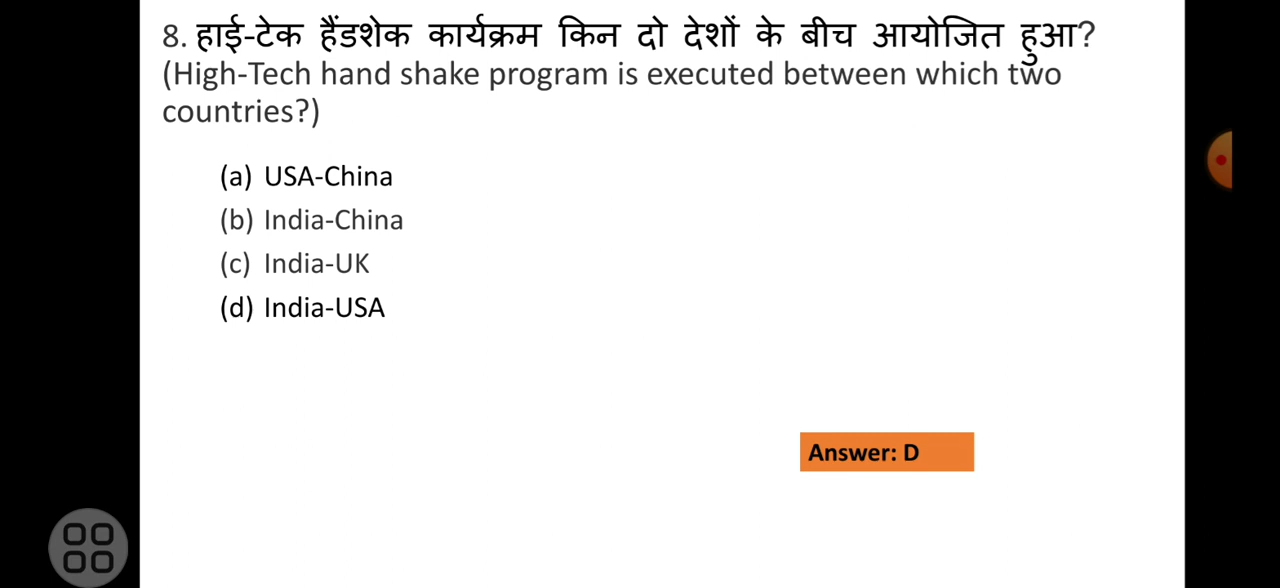 8. हाई-टेक हैंडशेक कार्यक्रम किन दो देशों के बीच आयोजित हुआ?
(High-Tech hand shake program is executed between which two
countries?)
(a) USA-China
(b) India-China
(c) India-UK
(d) India-USA
Answer: D